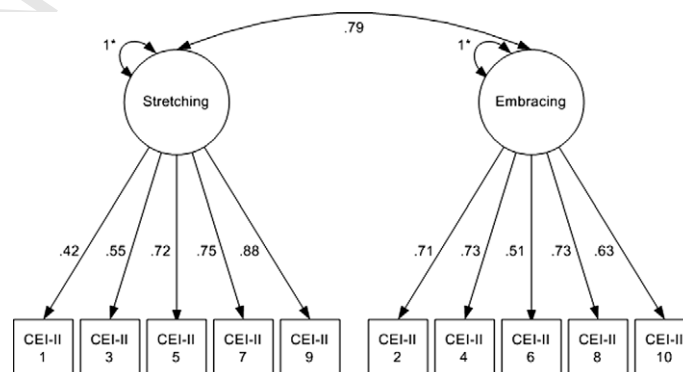 .79
1*
1*
Stretching
Embracing
.42
.55
.72
.75
.88
.71
.73
.51
.73
.63
CEI-II
1
CEI-II
3
CEI-II
5
CEI-II
7
CEI-II
9
CEI-II
2
CEI-II
4
CEI-II
6
CEI-II
8
CEI-II
10